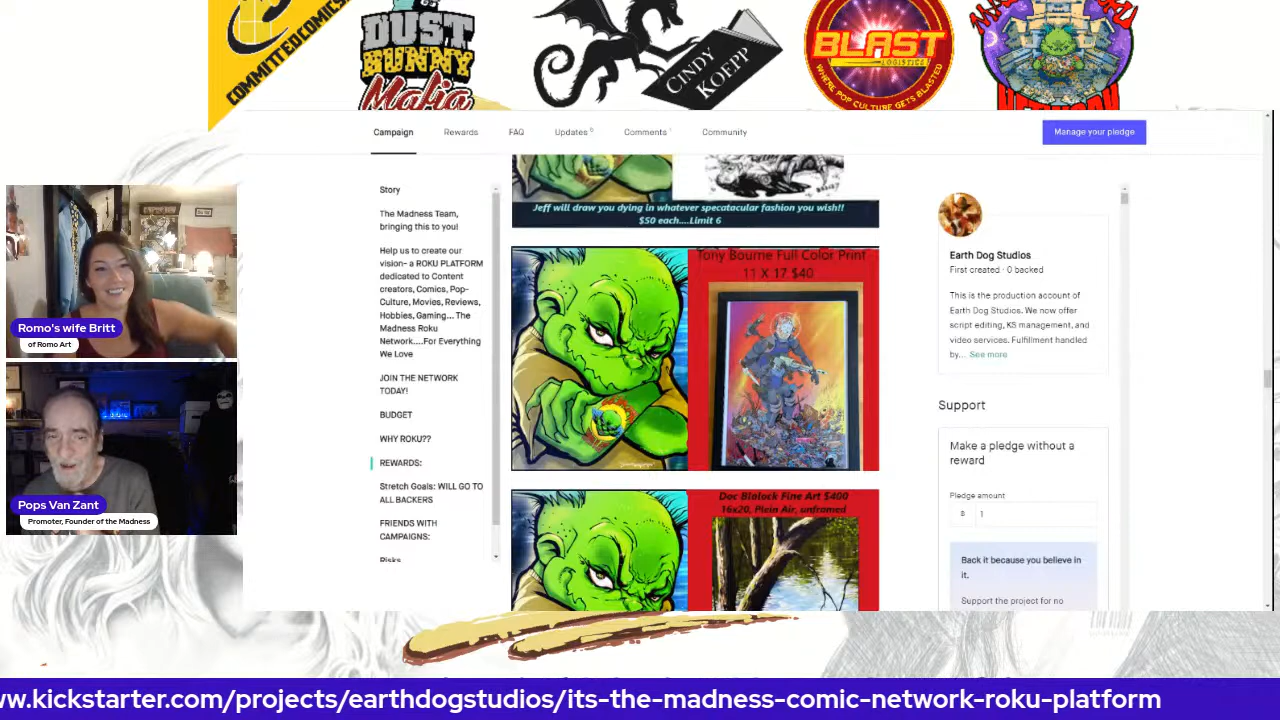 COMMITTEDCOMICS
DUST
BUNNY
Mafia
CINDY
KOEPP
BLAST
LOGISTICS
WHERE POP CULTURE GETS BLASTED
NETWORK
Campaign
Rewards
FAQ
Updates 6
Comments 1
Community
Manage your pledge
Story
The Madness Team,
bringing this to you!
Help us to create our
vision- a ROKU PLATFORM
dedicated to Content
creators, Comics, Pop-
Culture, Movies, Reviews,
Hobbies, Gaming... The
Madness Roku
Network....For Everything
We Love
JOIN THE NETWORK
TODAY!
BUDGET
WHY ROKU??
REWARDS:
Stretch Goals: WILL GO TO
ALL BACKERS
FRIENDS WITH
CAMPAIGNS:
Risks
Jeff will draw you dying in whatever specatacular fashion you wish!!
$50 each....Limit 6
Tony Bourne Full Color Print
11 X 17 $40
Doc Blalock Fine Art $400
16x20, Plein Air, unframed
Earth Dog Studios
First created · 0 backed
This is the production account of
Earth Dog Studios. We now offer
script editing, KS management, and
video services. Fulfillment handled
by... See more
Support
Make a pledge without a
reward
Pledge amount
1
Back it because you believe in
it.
Support the project for no
Romo's wife Britt
of Romo Art
Pops Van Zant
Promoter, Founder of the Madness
w.kickstarter.com/projects/earthdogstudios/its-the-madness-comic-network-roku-platform